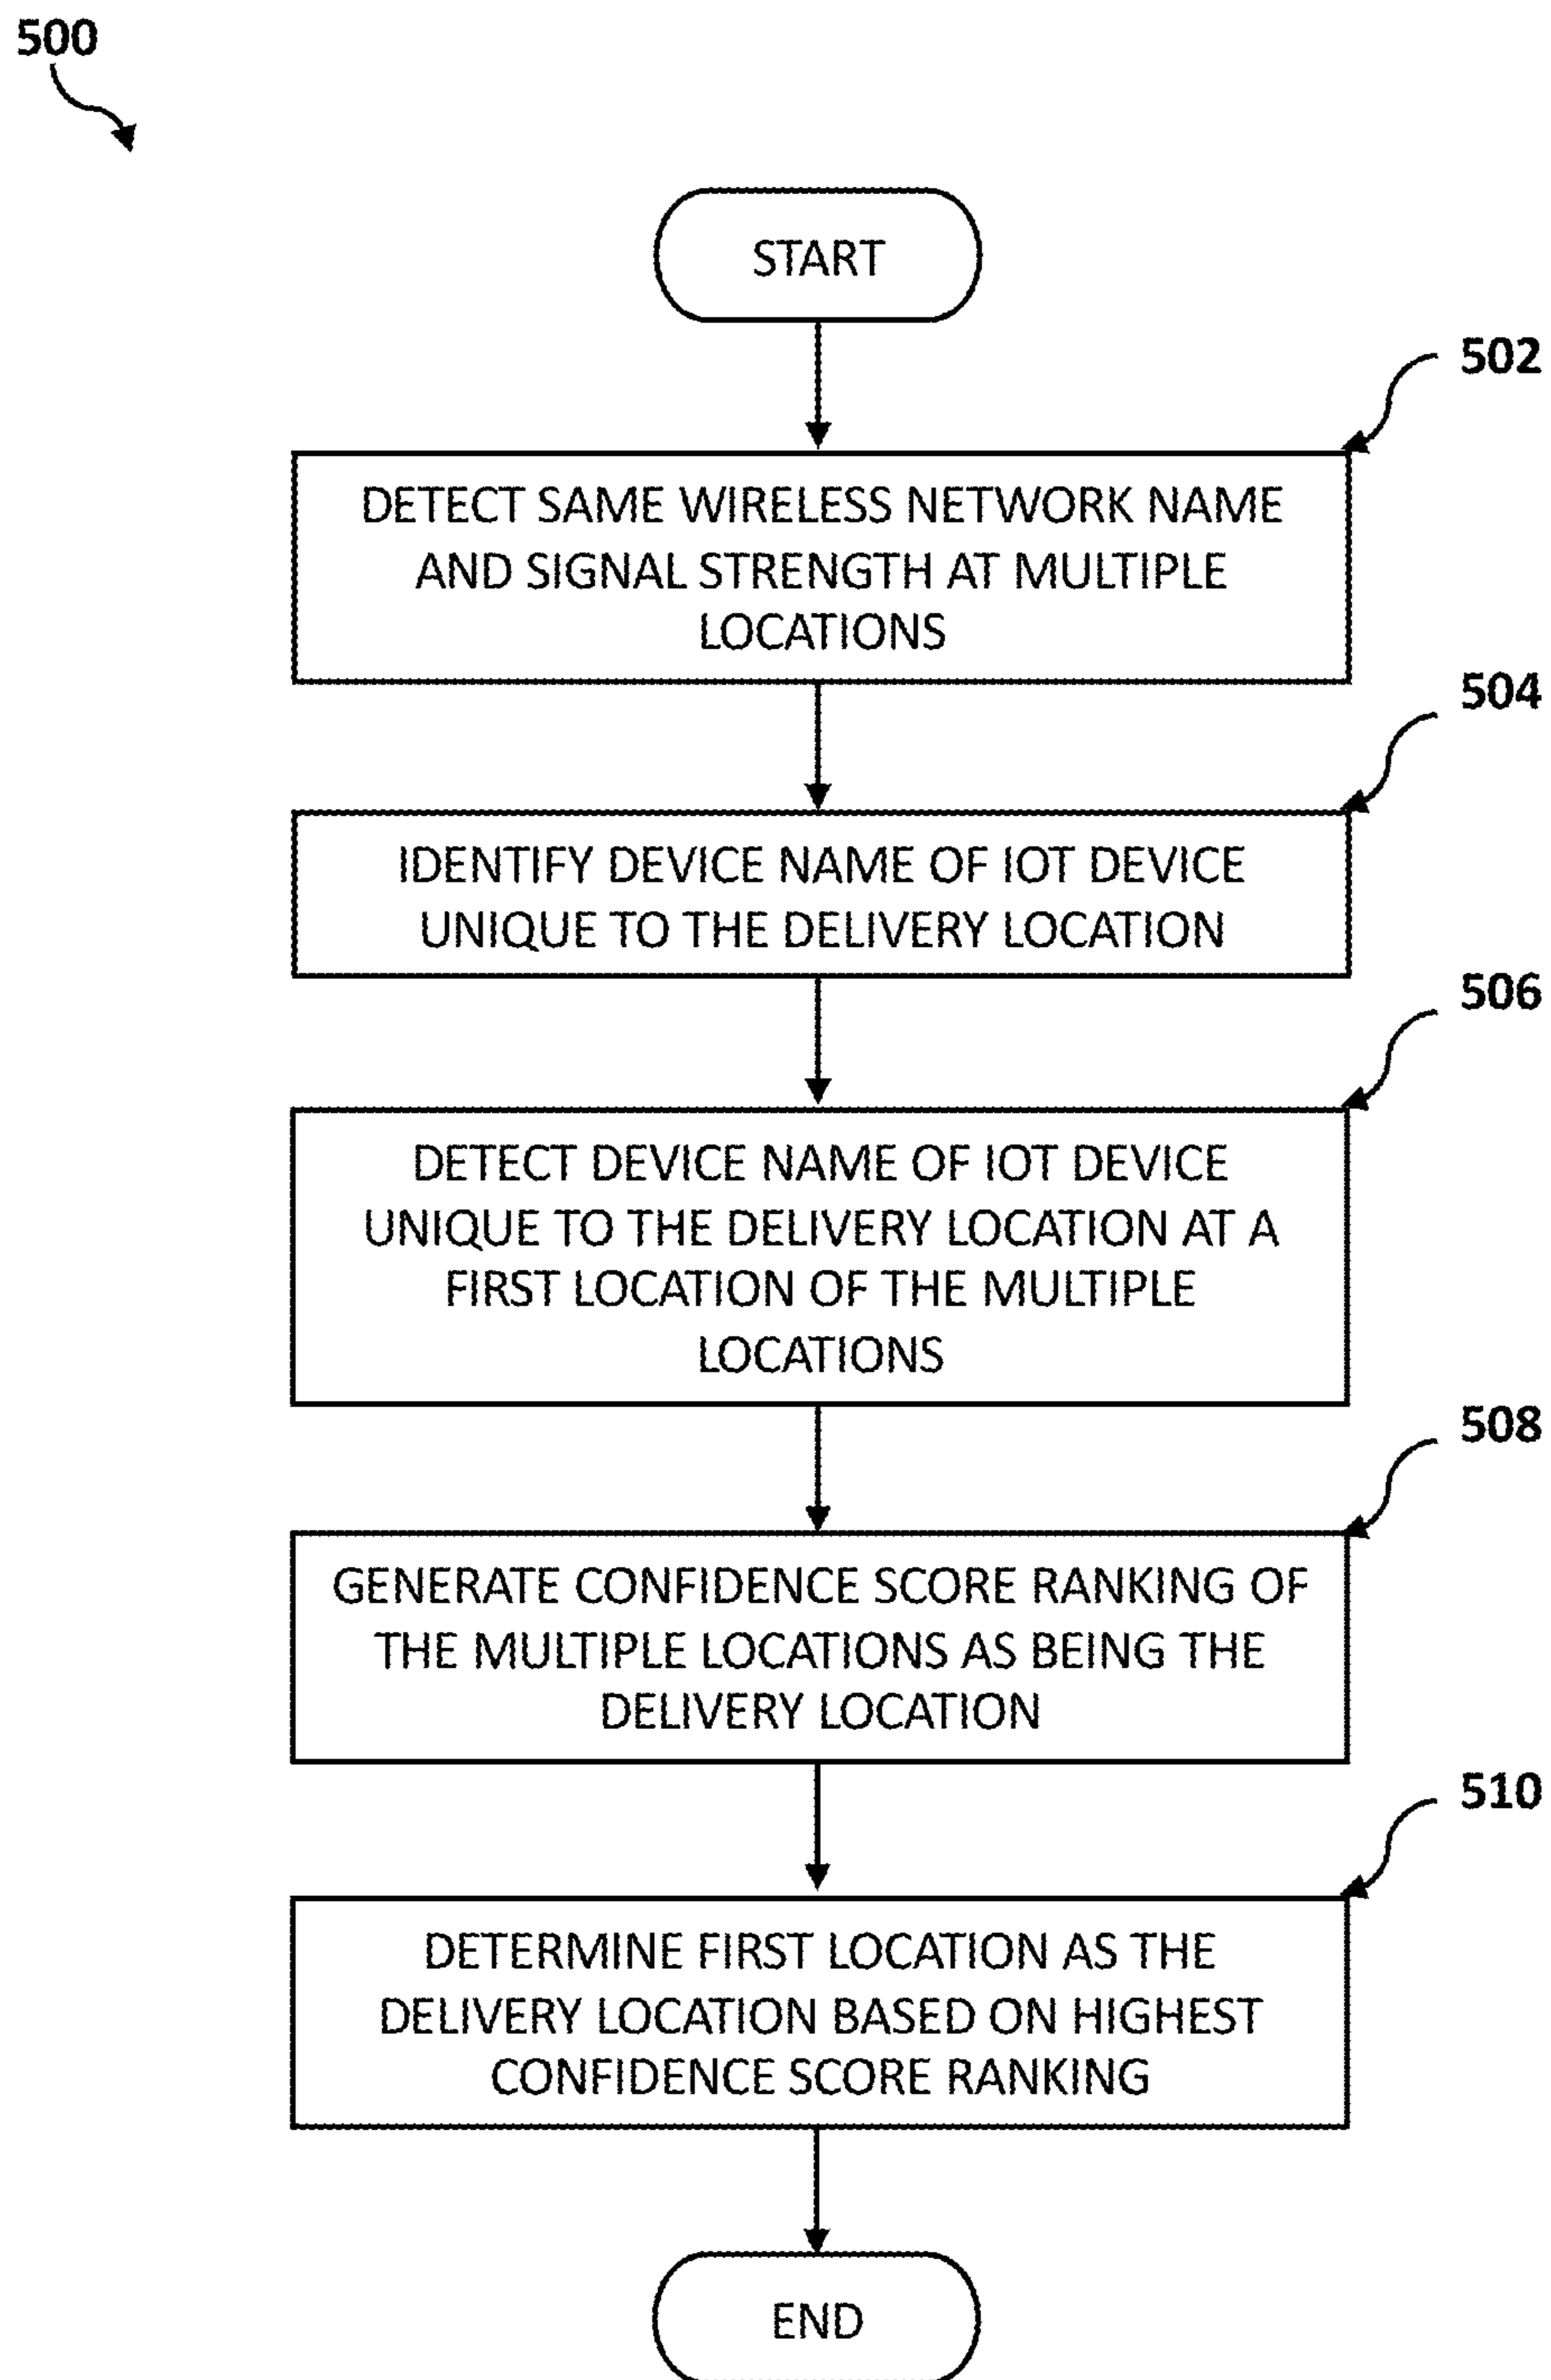 500
START
502
DETECT SAME WIRELESS NETWORK NAME
AND SIGNAL STRENGTH AT MULTIPLE
LOCATIONS
504
IDENTIFY DEVICE NAME OF IOT DEVICE
UNIQUE TO THE DELIVERY LOCATION
506
DETECT DEVICE NAME OF IOT DEVICE
UNIQUE TO THE DELIVERY LOCATION AT A
FIRST LOCATION OF THE MULTIPLE
LOCATIONS
508
GENERATE CONFIDENCE SCORE RANKING OF
THE MULTIPLE LOCATIONS AS BEING THE
DELIVERY LOCATION
510
DETERMINE FIRST LOCATION AS THE
DELIVERY LOCATION BASED ON HIGHEST
CONFIDENCE SCORE RANKING
END